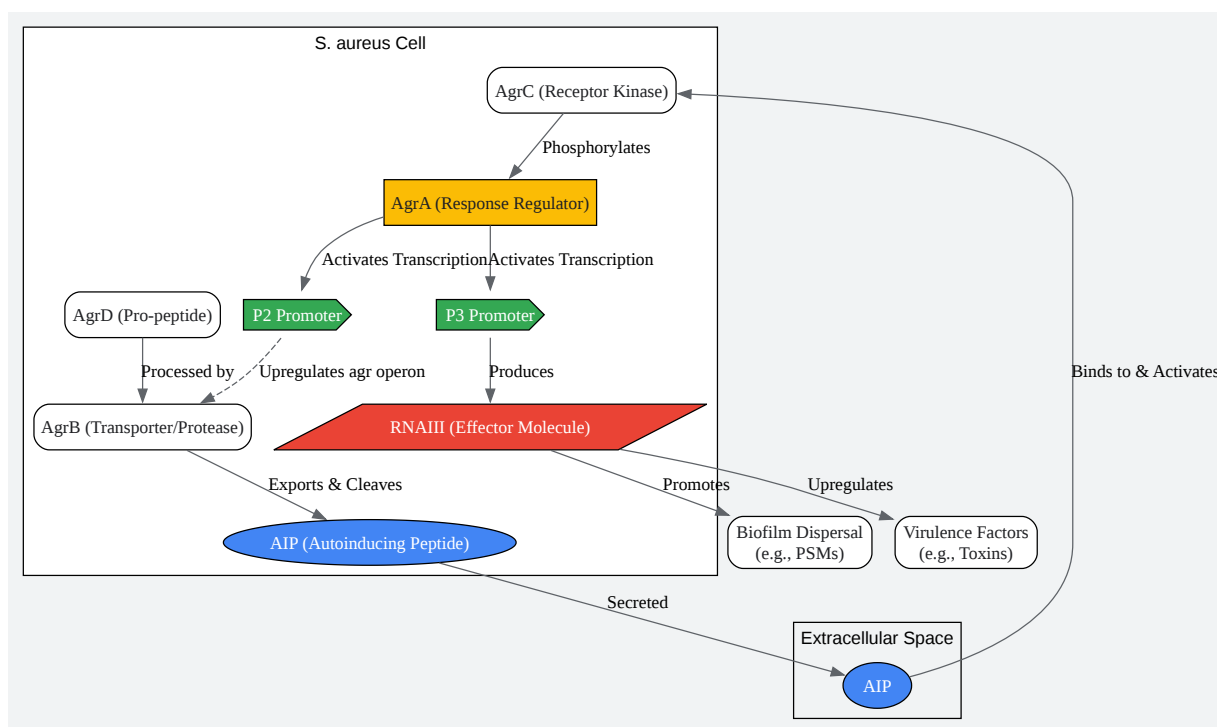 S. aureus Cell
AgrC (Receptor Kinase)
Phosphorylates
AgrA (Response Regulator)
Activates Transcription
Activates Transcription
AgrD (Pro-peptide)
P2 Promoter
P3 Promoter
Processed by
Upregulates agr operon
Produces
Binds to & Activates
AgrB (Transporter/Protease)
RNAIII (Effector Molecule)
Exports & Cleaves
Promotes
Upregulates
AIP (Autoinducing Peptide)
Biofilm Dispersal
(e.g., PSMs)
Virulence Factors
(e.g., Toxins)
Secreted
Extracellular Space
AIP